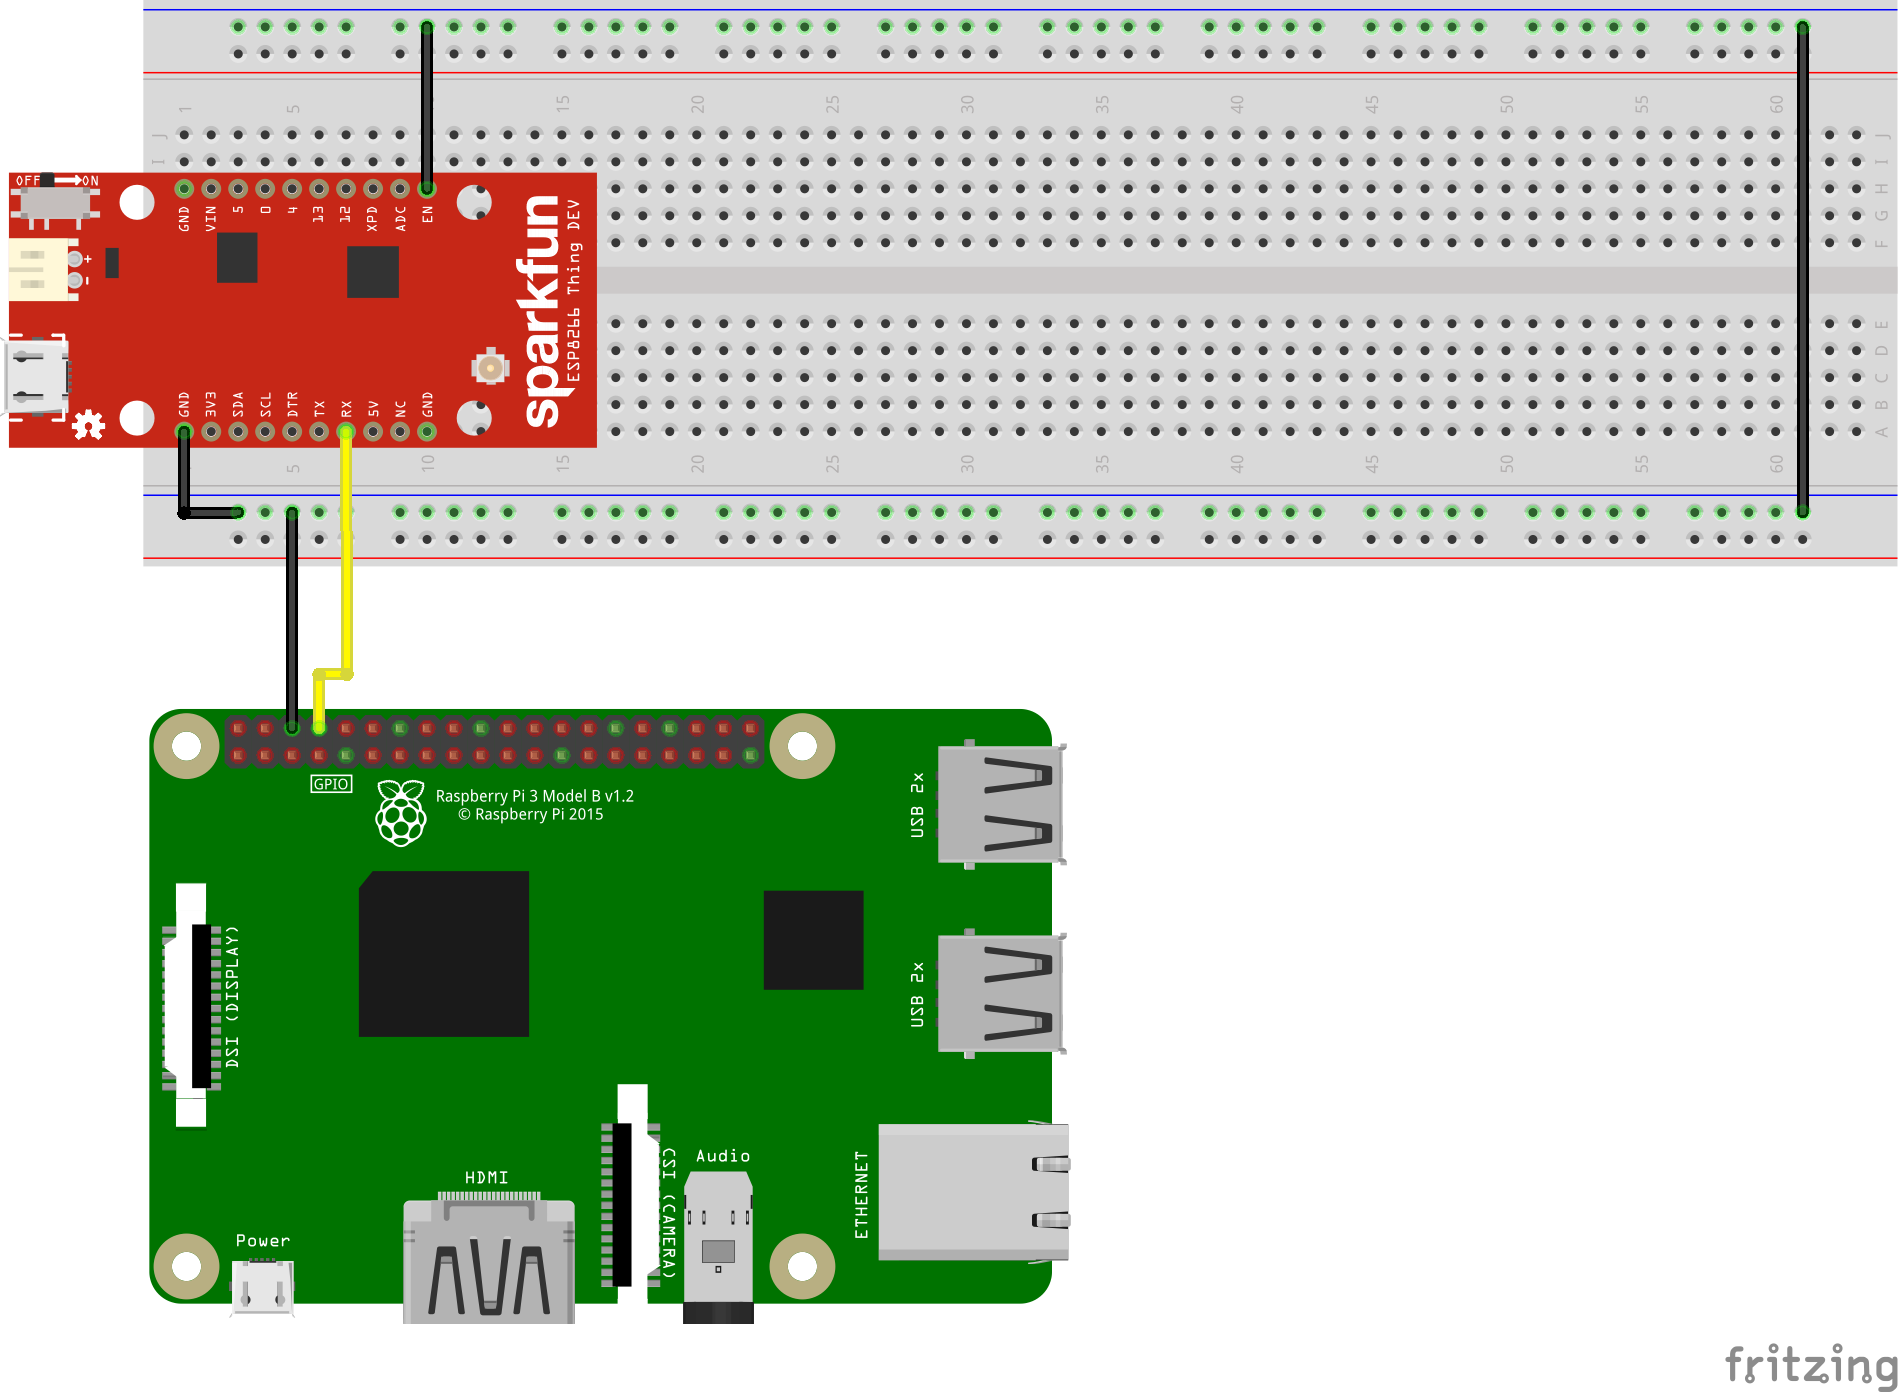 1 5 15 20 25 30 35 40 45 50 55 60
J J
I I
H
G
F
OFF ON
GND VIN 5 0 4 13 12 XPD ADC EN
+
-
sparkfun
ESP8266 Thing DEV
GND 3V3 SDA SCL DTR TX RX 5V NC GND
E
D
C
B
A
5 10 15 20 25 30 35 40 45 50 55 60
GPIO
Raspberry Pi 3 Model B v1.2
© Raspberry Pi 2015
USB 2x
DSI (DISPLAY)
USB 2x
CSI (CAMERA)
Audio
ETHERNET
HDMI
Power
fritzing